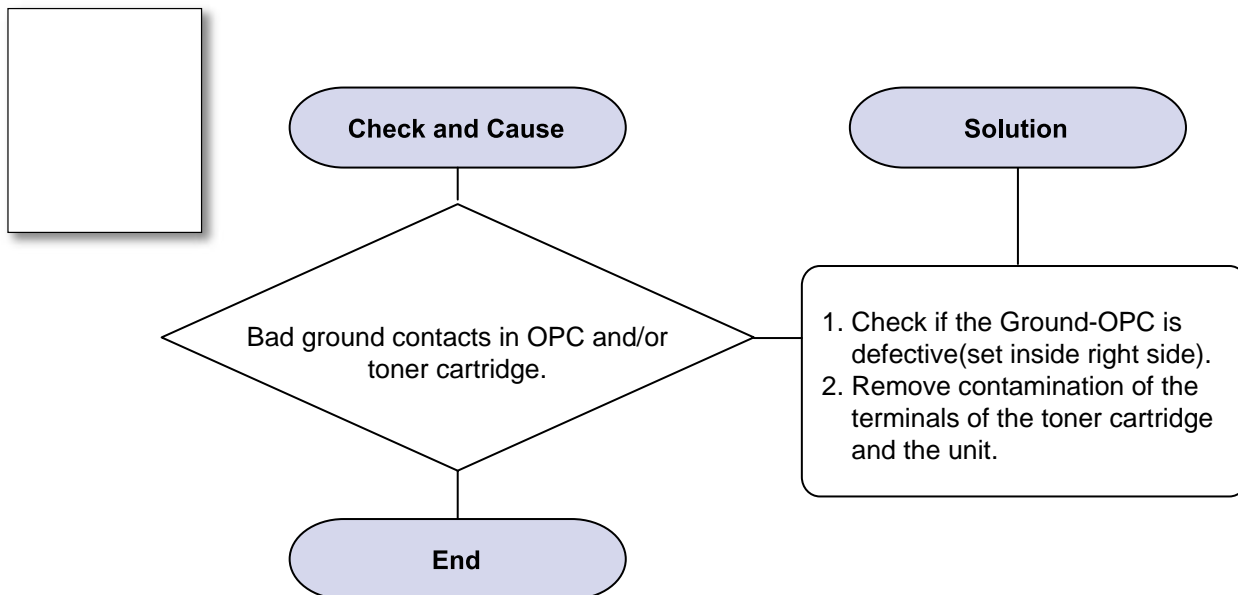 Check and Cause
Solution
Bad ground contacts in OPC and/or
toner cartridge.
1. Check if the Ground-OPC is
defective(set inside right side).
2. Remove contamination of the
terminals of the toner cartridge
and the unit.
End